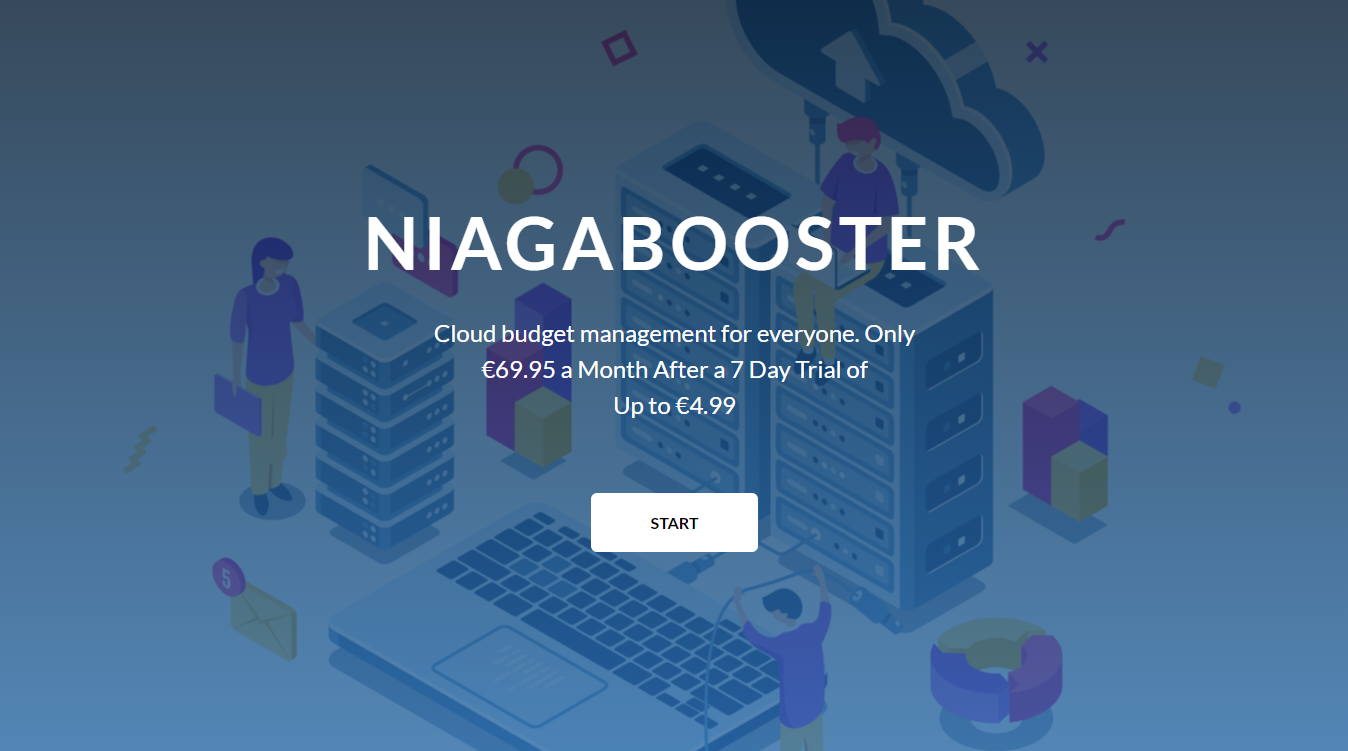 NIAGABOOSTER
Cloud budget management for everyone. Only
€69.95 a Month After a 7 Day Trial of
Up to €4.99
START
5